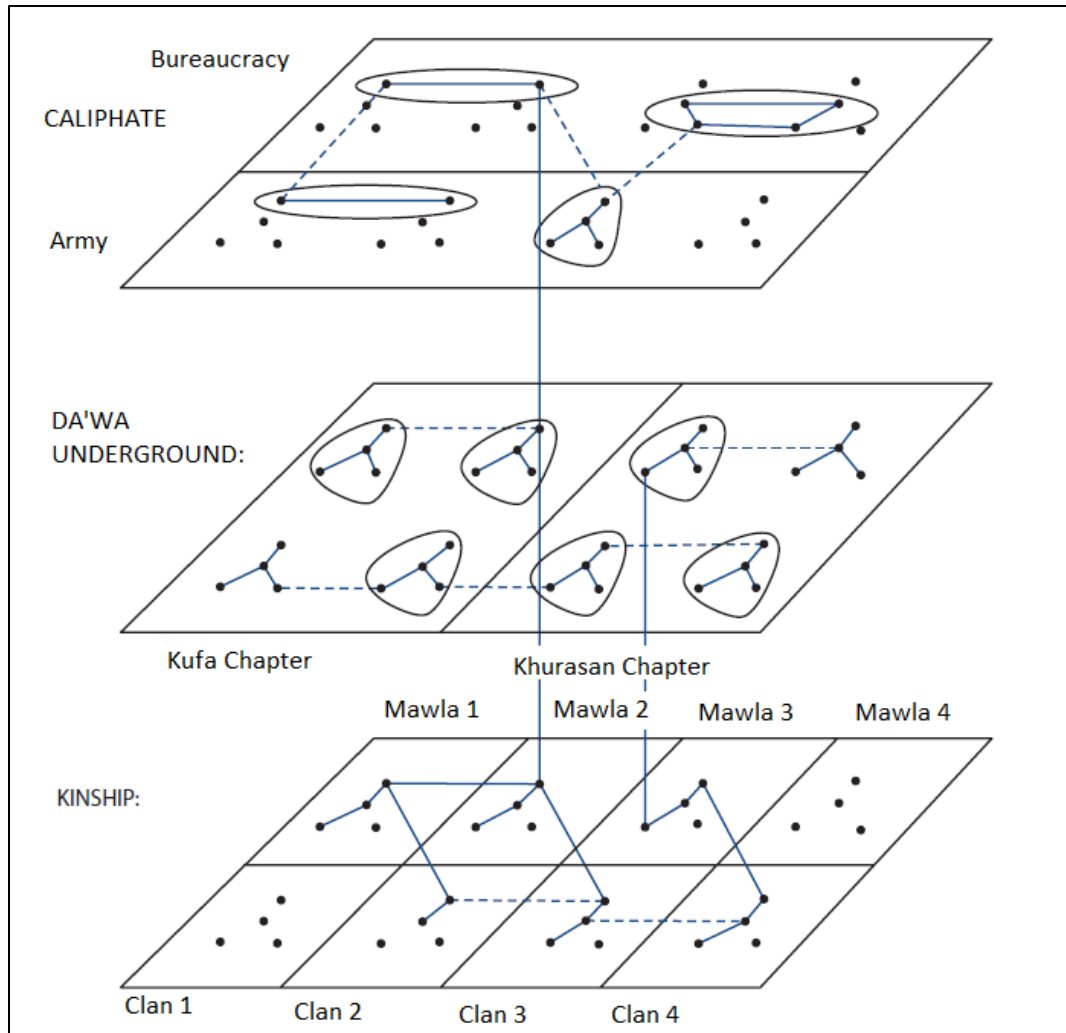 Bureaucracy
CALIPHATE
Army
DA'WA
UNDERGROUND:
Kufa Chapter
Khurasan Chapter
Mawla 1
Mawla 2
Mawla 3
Mawla 4
KINSHIP:
Clan 1
Clan 2
Clan 3
Clan 4